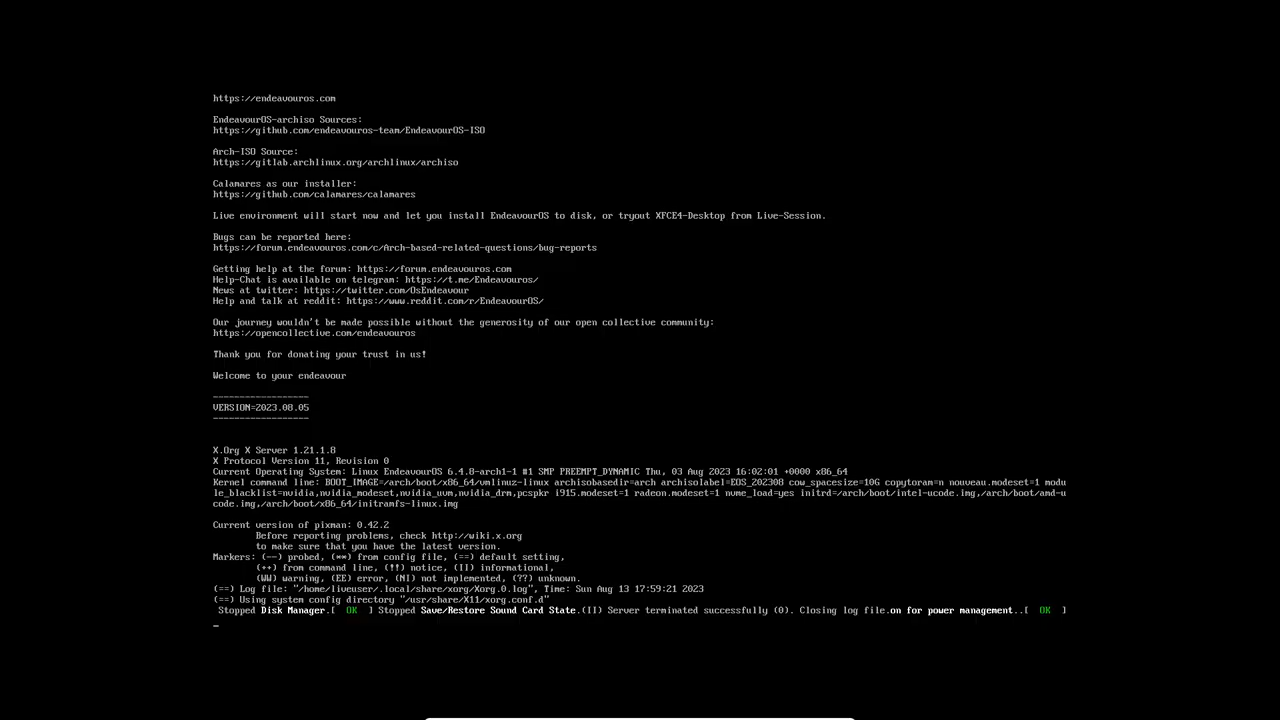 https://endeavouros.com
EndeavourOS-archiso Sources:
https://github.com/endeavouros-team/EndeavourOS-ISO
Arch-ISO Source:
https://gitlab.archlinux.org/archlinux/archiso
Calamares as our installer:
https://github.com/calamares/calamares
Live environment will start now and let you install EndeavourOS to disk, or tryout XFCE4-Desktop from Live-Session.
Bugs can be reported here:
https://forum.endeavouros.com/c/Arch-based-related-questions/bug-reports
Getting help at the forum: https://forum.endeavouros.com
Help-Chat is available on telegram: https://t.me/Endeavouros/
News at twitter: https://twitter.com/OsEndeavour
Help and talk at reddit: https://www.reddit.com/r/EndeavourOS/
Our journey wouldn't be made possible without the generosity of our open collective community:
https://opencollective.com/endeavouros
Thank you for donating your trust in us!
Welcome to your endeavour
------------------
VERSION=2023.08.05
------------------
X.Org X Server 1.21.1.8
X Protocol Version 11, Revision 0
Current Operating System: Linux EndeavourOS 6.4.8-arch1-1 #1 SMP PREEMPT_DYNAMIC Thu, 03 Aug 2023 16:02:01 +0000 x86_64
Kernel command line: BOOT_IMAGE=/arch/boot/x86_64/vmlinuz-linux archisobasedir=arch archisolabel=EOS_202308 cow_spacesize=10G copytoram=n nouveau.modeset=1 modu
le_blacklist=nvidia,nvidia_modeset,nvidia_uvm,nvidia_drm,pcspkr i915.modeset=1 radeon.modeset=1 nvme_load=yes initrd=/arch/boot/intel-ucode.img,/arch/boot/amd-u
code.img,/arch/boot/x86_64/initramfs-linux.img
Current version of pixman: 0.42.2
Before reporting problems, check http://wiki.x.org
to make sure that you have the latest version.
Markers: (--) probed, (**) from config file, (==) default setting,
(++) from command line, (!!) notice, (II) informational,
(WW) warning, (EE) error, (NI) not implemented, (??) unknown.
(==) Log file: "/home/liveuser/.local/share/xorg/Xorg.0.log", Time: Sun Aug 13 17:59:21 2023
(==) Using system config directory "/usr/share/X11/xorg.conf.d"
Stopped Disk Manager.[  OK  ] Stopped Save/Restore Sound Card State.(II) Server terminated successfully (0). Closing log file.on for power management..[  OK  ]
_